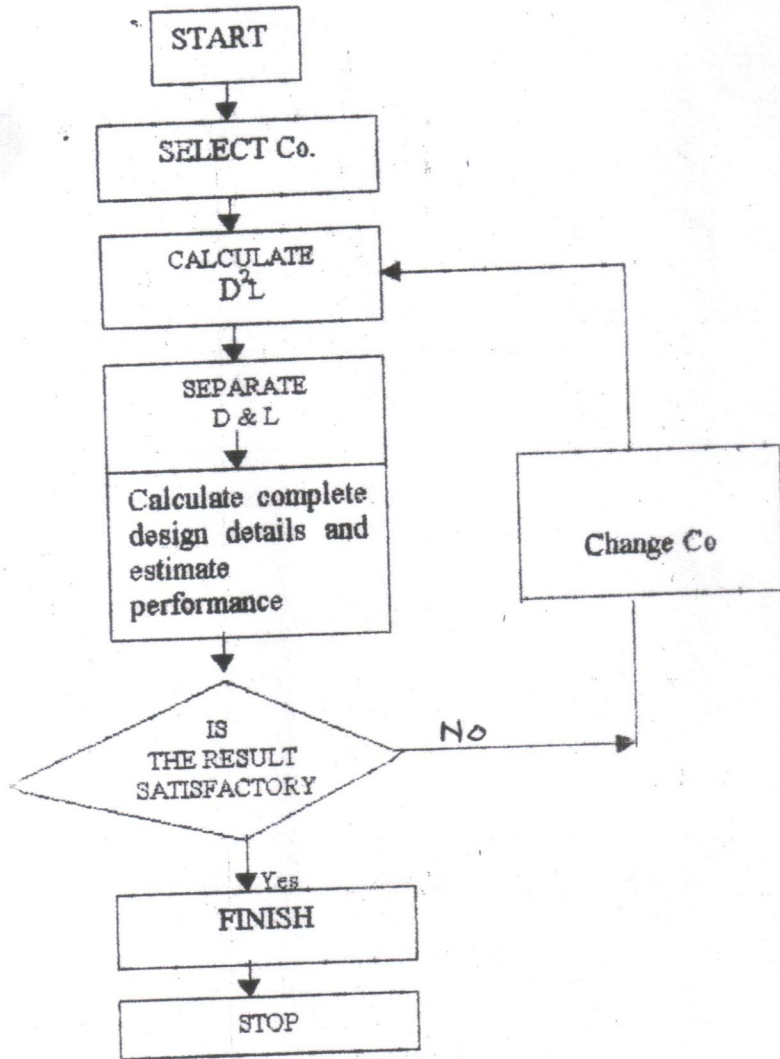 START
SELECT Co.
CALCULATE
D²L
SEPARATE
D & L
Calculate complete
design details and
estimate
performance
Change Co
IS
THE RESULT
SATISFACTORY
No
Yes
FINISH
STOP